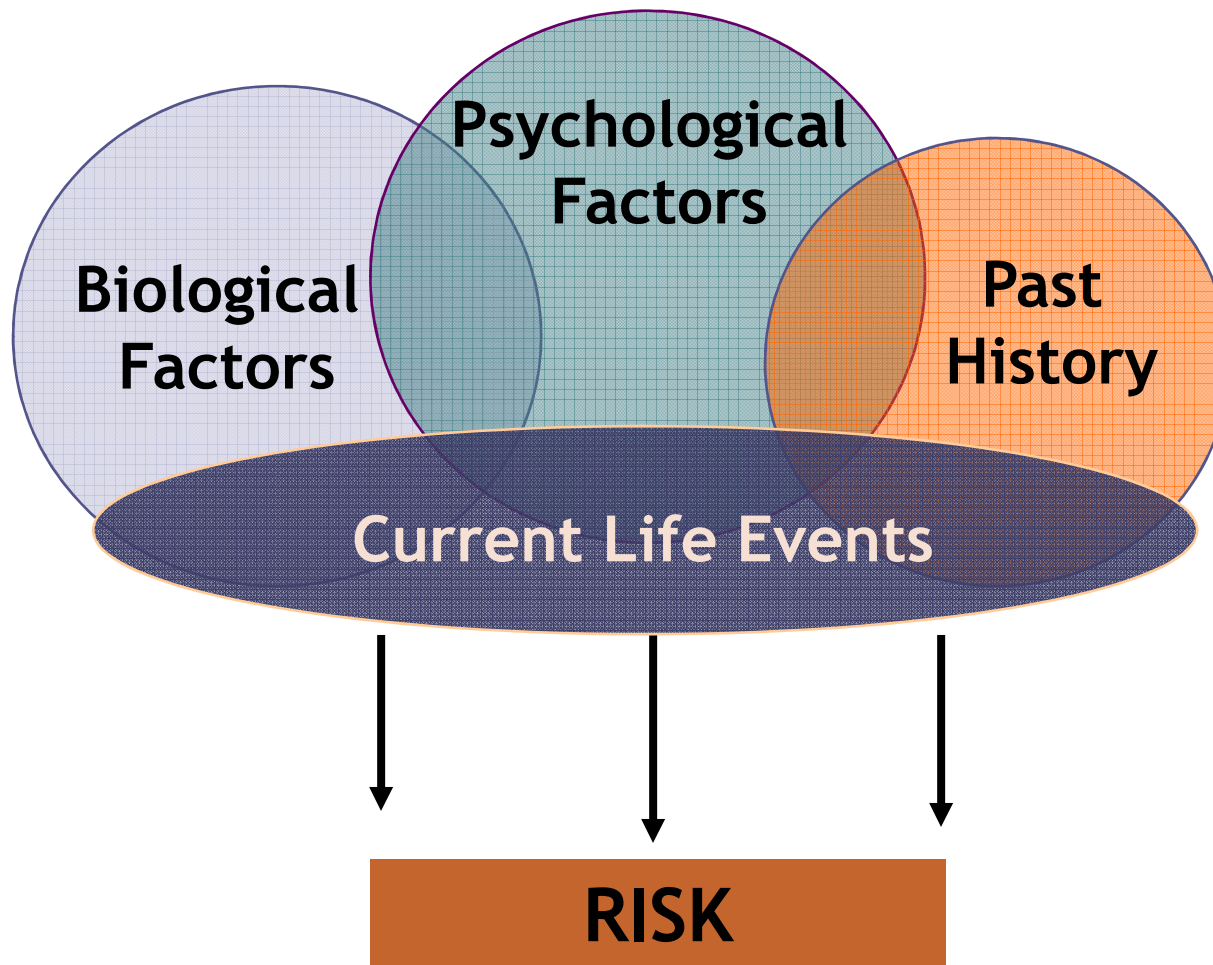 Psychological
Factors
Biological
Factors
Past
History
Current Life Events
RISK